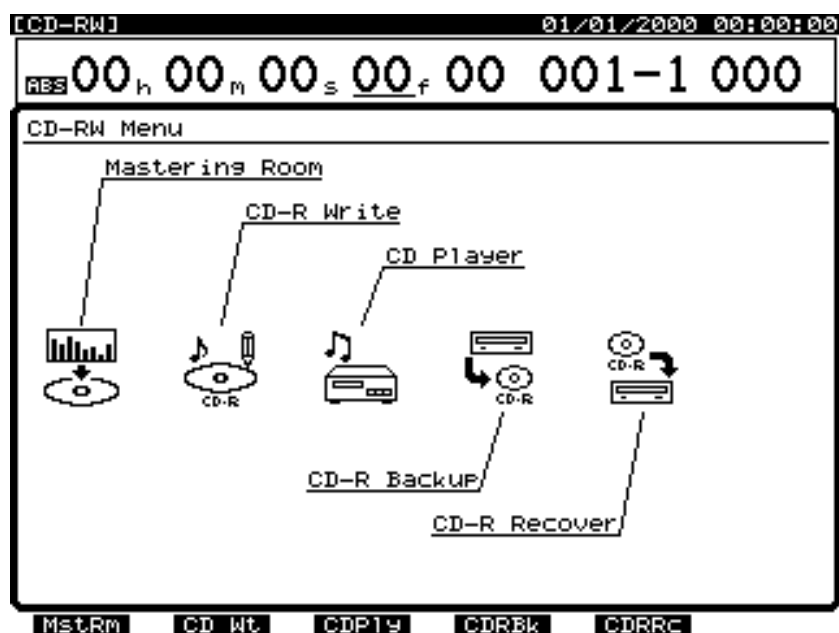 [CD-RW] 01/01/2000 00:00:00
ABS 00h 00m 00s 00f 00 001-1 000
CD-RW Menu
Mastering Room
CD-R Write
CD Player
CD-R
CD-R
CD-R
CD-R Backup
CD-R Recover
MstRm CD Wt CDPly CDRBk CDRRc